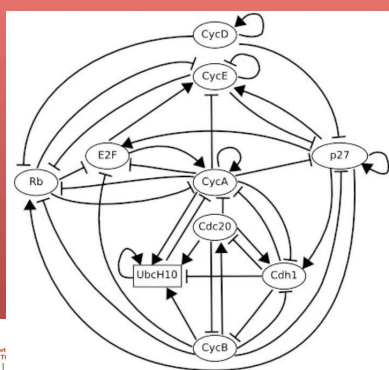 CycD
CycE
E2F
p27
Rb
CycA
Cdc20
UbcH10
Cdh1
CycB